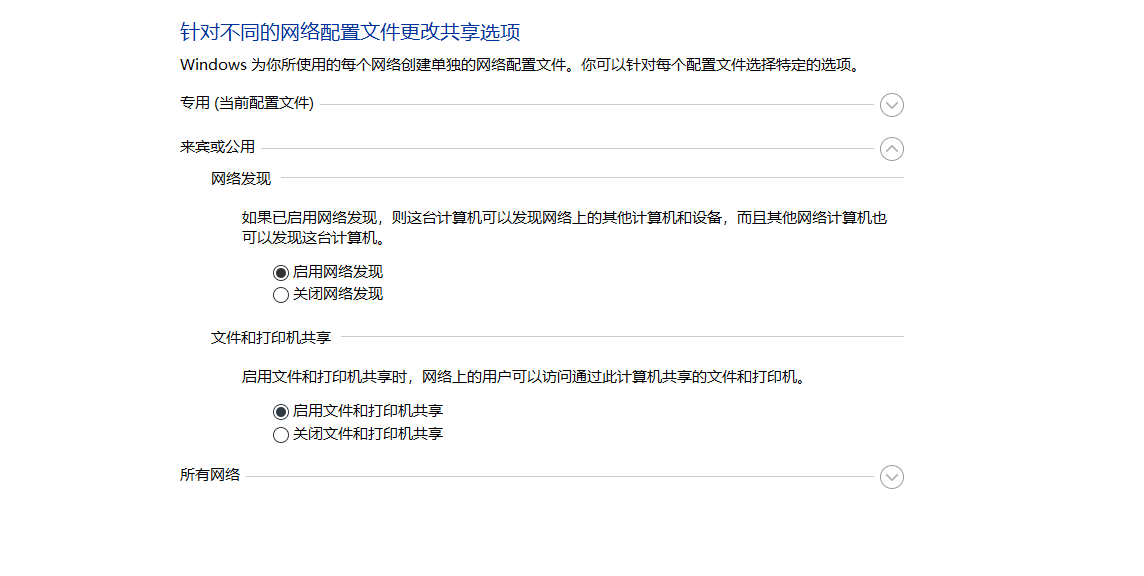 针对不同的网络配置文件更改共享选项
Windows 为你所使用的每个网络创建单独的网络配置文件。你可以针对每个配置文件选择特定的选项。
专用 (当前配置文件)
来宾或公用
网络发现
如果已启用网络发现，则这台计算机可以发现网络上的其他计算机和设备，而且其他网络计算机也
可以发现这台计算机。
启用网络发现
关闭网络发现
文件和打印机共享
启用文件和打印机共享时，网络上的用户可以访问通过此计算机共享的文件和打印机。
启用文件和打印机共享
关闭文件和打印机共享
所有网络